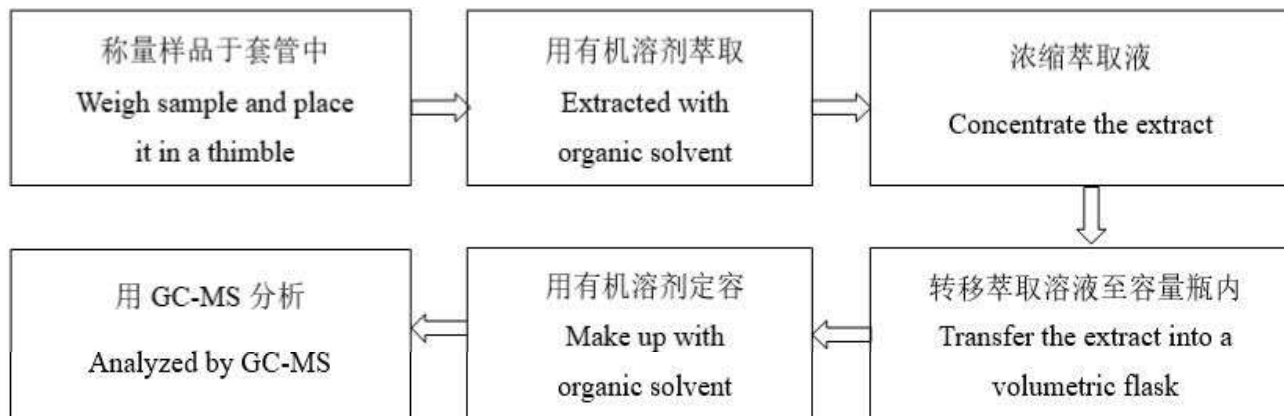 称量样品于套管中
Weigh sample and place
it in a thimble
用有机溶剂萃取
Extracted with
organic solvent
浓缩萃取液
Concentrate the extract
转移萃取溶液至容量瓶内
Transfer the extract into a
volumetric flask
用有机溶剂定容
Make up with
organic solvent
用 GC-MS 分析
Analyzed by GC-MS